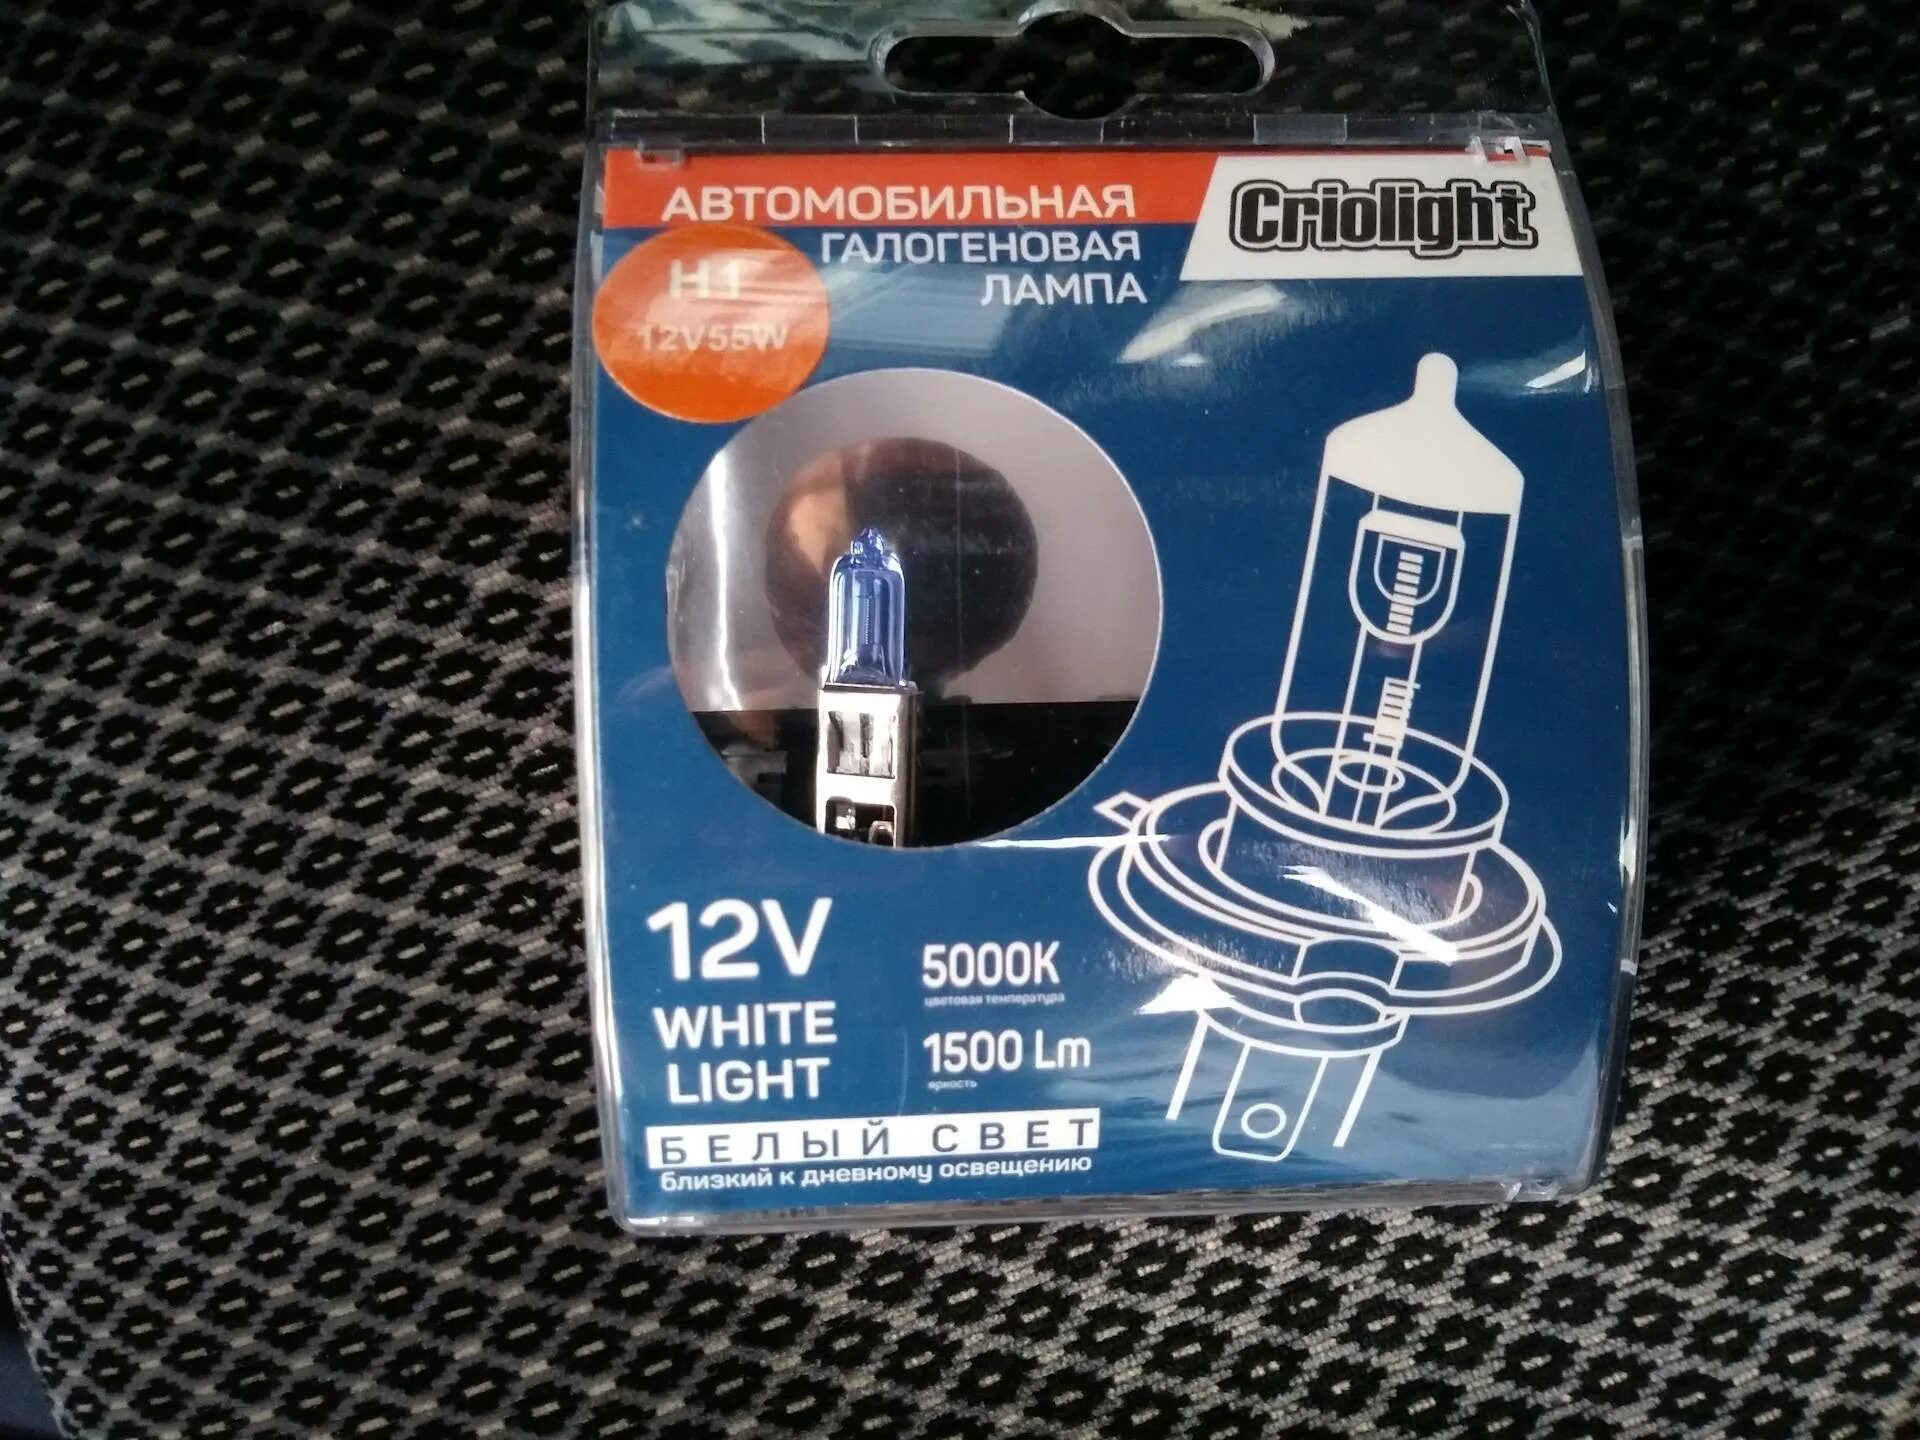 АВТОМОБИЛЬНАЯ
ГАЛОГЕНОВАЯ
ЛАМПА
Criolight
H1
12V55W
12V
WHITE
LIGHT
5000K
цветовая температура
1500 Lm
яркость
БЕЛЫЙ СВЕТ
близкий к дневному освещению